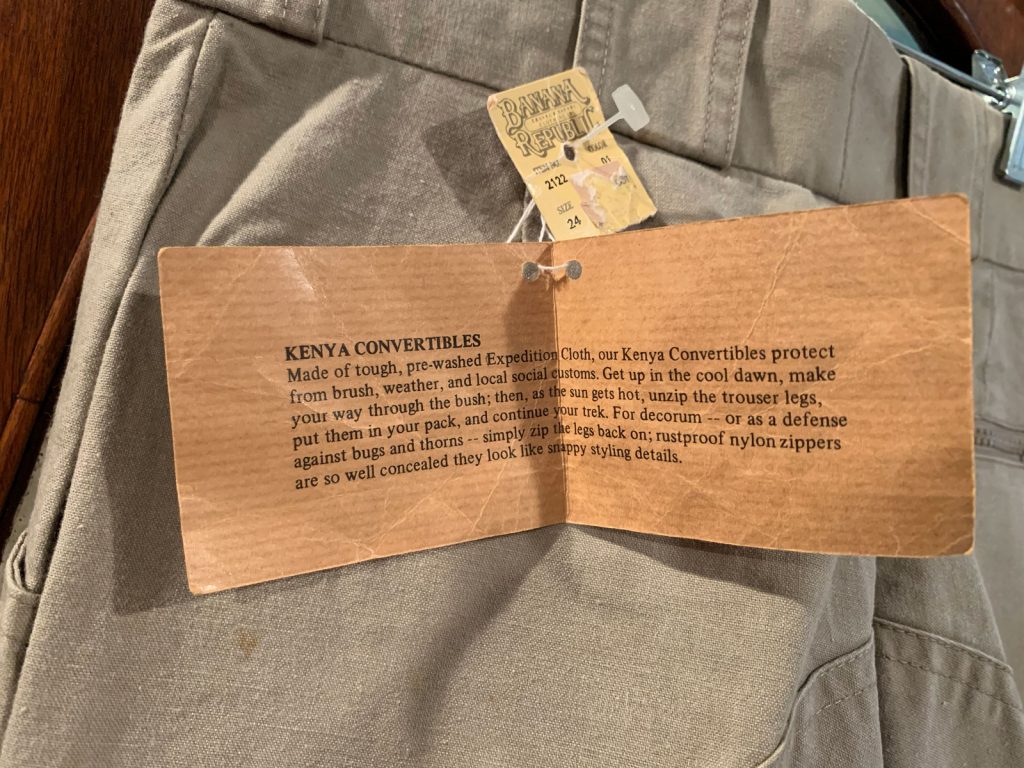 BANANA
REPUBLIC
ITEM NO.
2122
COLOR
01
SIZE
24
KENYA CONVERTIBLES
Made of tough, pre-washed Expedition Cloth, our Kenya Convertibles protect
from brush, weather, and local social customs. Get up in the cool dawn, make
your way through the bush; then, as the sun gets hot, unzip the trouser legs,
put them in your pack, and continue your trek. For decorum -- or as a defense
against bugs and thorns -- simply zip the legs back on; rustproof nylon zippers
are so well concealed they look like snappy styling details.